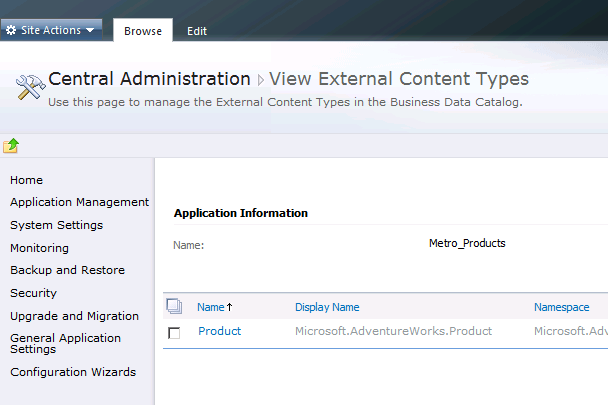 Site Actions Browse Edit
Central Administration View External Content Types
Use this page to manage the External Content Types in the Business Data Catalog.
Home
Application Management
System Settings
Monitoring
Backup and Restore
Security
Upgrade and Migration
General Application
Settings
Configuration Wizards
Application Information
Name: Metro_Products
Name Display Name Namespace
Product Microsoft.AdventureWorks.Product Microsoft.Adv